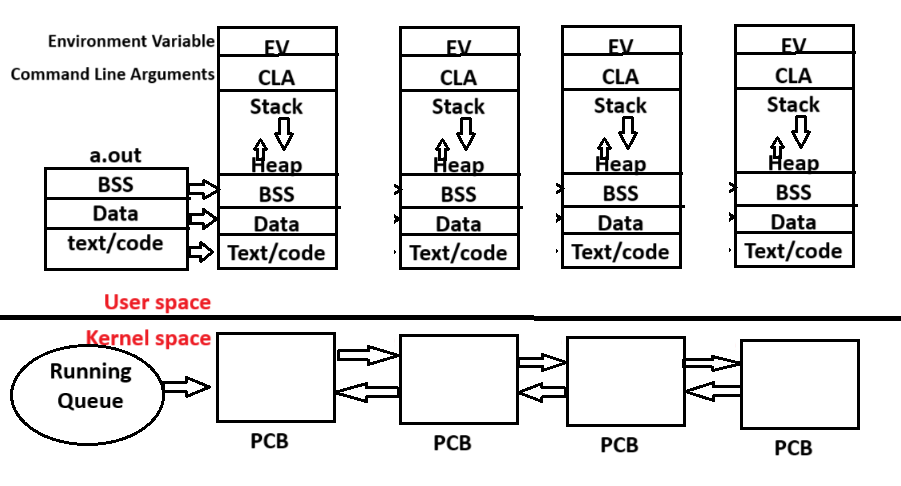 Environment Variable
EV
EV
EV
EV
Command Line Arguments
CLA
CLA
CLA
CLA
Stack
Stack
Stack
Stack
a.out
Heap
Heap
Heap
Heap
BSS
BSS
BSS
BSS
BSS
Data
Data
Data
Data
Data
text/code
Text/code
Text/code
Text/code
Text/code
User space
Kernel space
Running
Queue
PCB
PCB
PCB
PCB